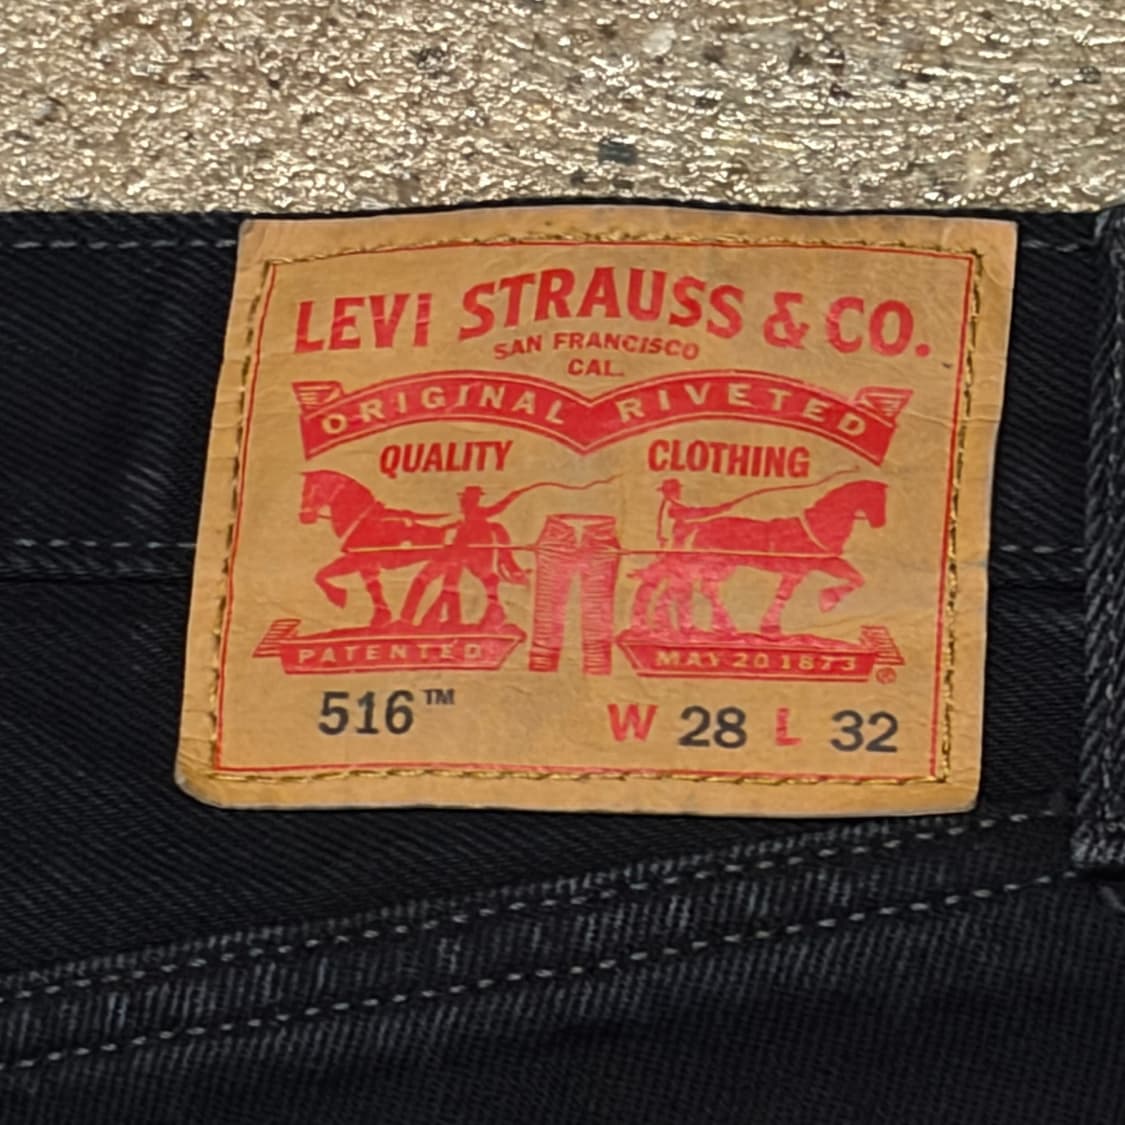 LEVI STRAUSS & CO.
SAN FRANCISCO
CAL.
ORIGINAL RIVETED
QUALITY CLOTHING
PATENTED MAY 20 1873 ®
516™ W 28 L 32